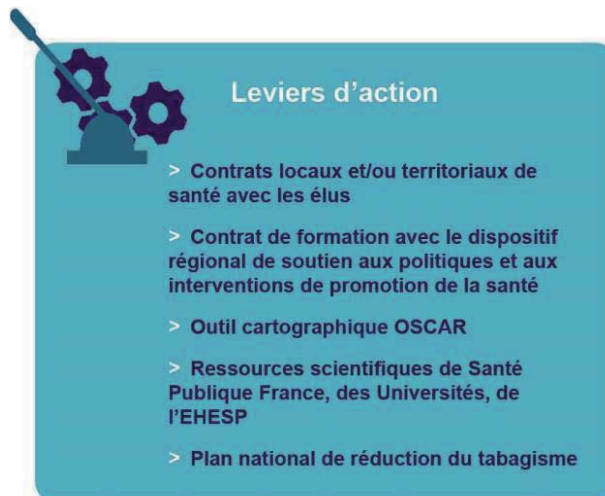 Leviers d’action
> Contrats locaux et/ou territoriaux de
santé avec les élus
> Contrat de formation avec le dispositif
régional de soutien aux politiques et aux
interventions de promotion de la santé
> Outil cartographique OSCAR
> Ressources scientifiques de Santé
Publique France, des Universités, de
l’EHESP
> Plan national de réduction du tabagisme